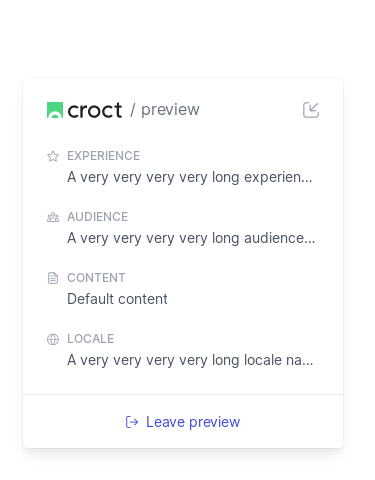 croct / preview
EXPERIENCE
A very very very very long experien...
AUDIENCE
A very very very very long audience...
CONTENT
Default content
LOCALE
A very very very very long locale na...
Leave preview